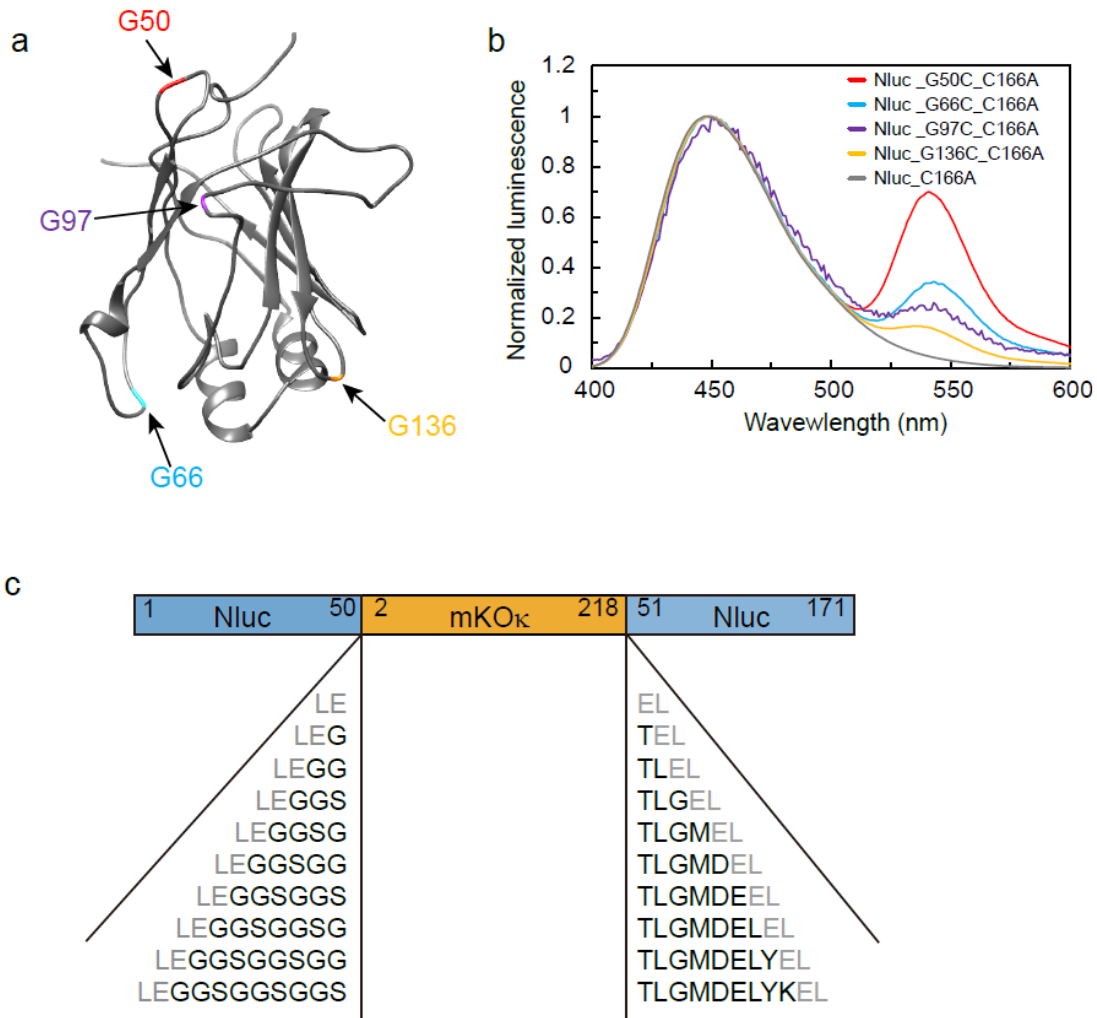 a
G50
G97
G136
G66
b
1.2
1
0.8
0.6
0.4
0.2
0
400
450
500
550
600
Normalized luminescence
Wavewlength (nm)
Nluc _G50C_C166A
Nluc _G66C_C166A
Nluc _G97C_C166A
Nluc_G136C_C166A
Nluc_C166A
c
1 Nluc 50 2 mKOκ 218 51 Nluc 171
LE EL
LEG TEL
LEGG TLEL
LEGGS TLGEL
LEGGSG TLGMEL
LEGGSGG TLGMDEL
LEGGSGGS TLGMDEEL
LEGGSGGSG TLGMDELEL
LEGGSGGSGG TLGMDELYEL
LEGGSGGSGGS TLGMDELYKEL